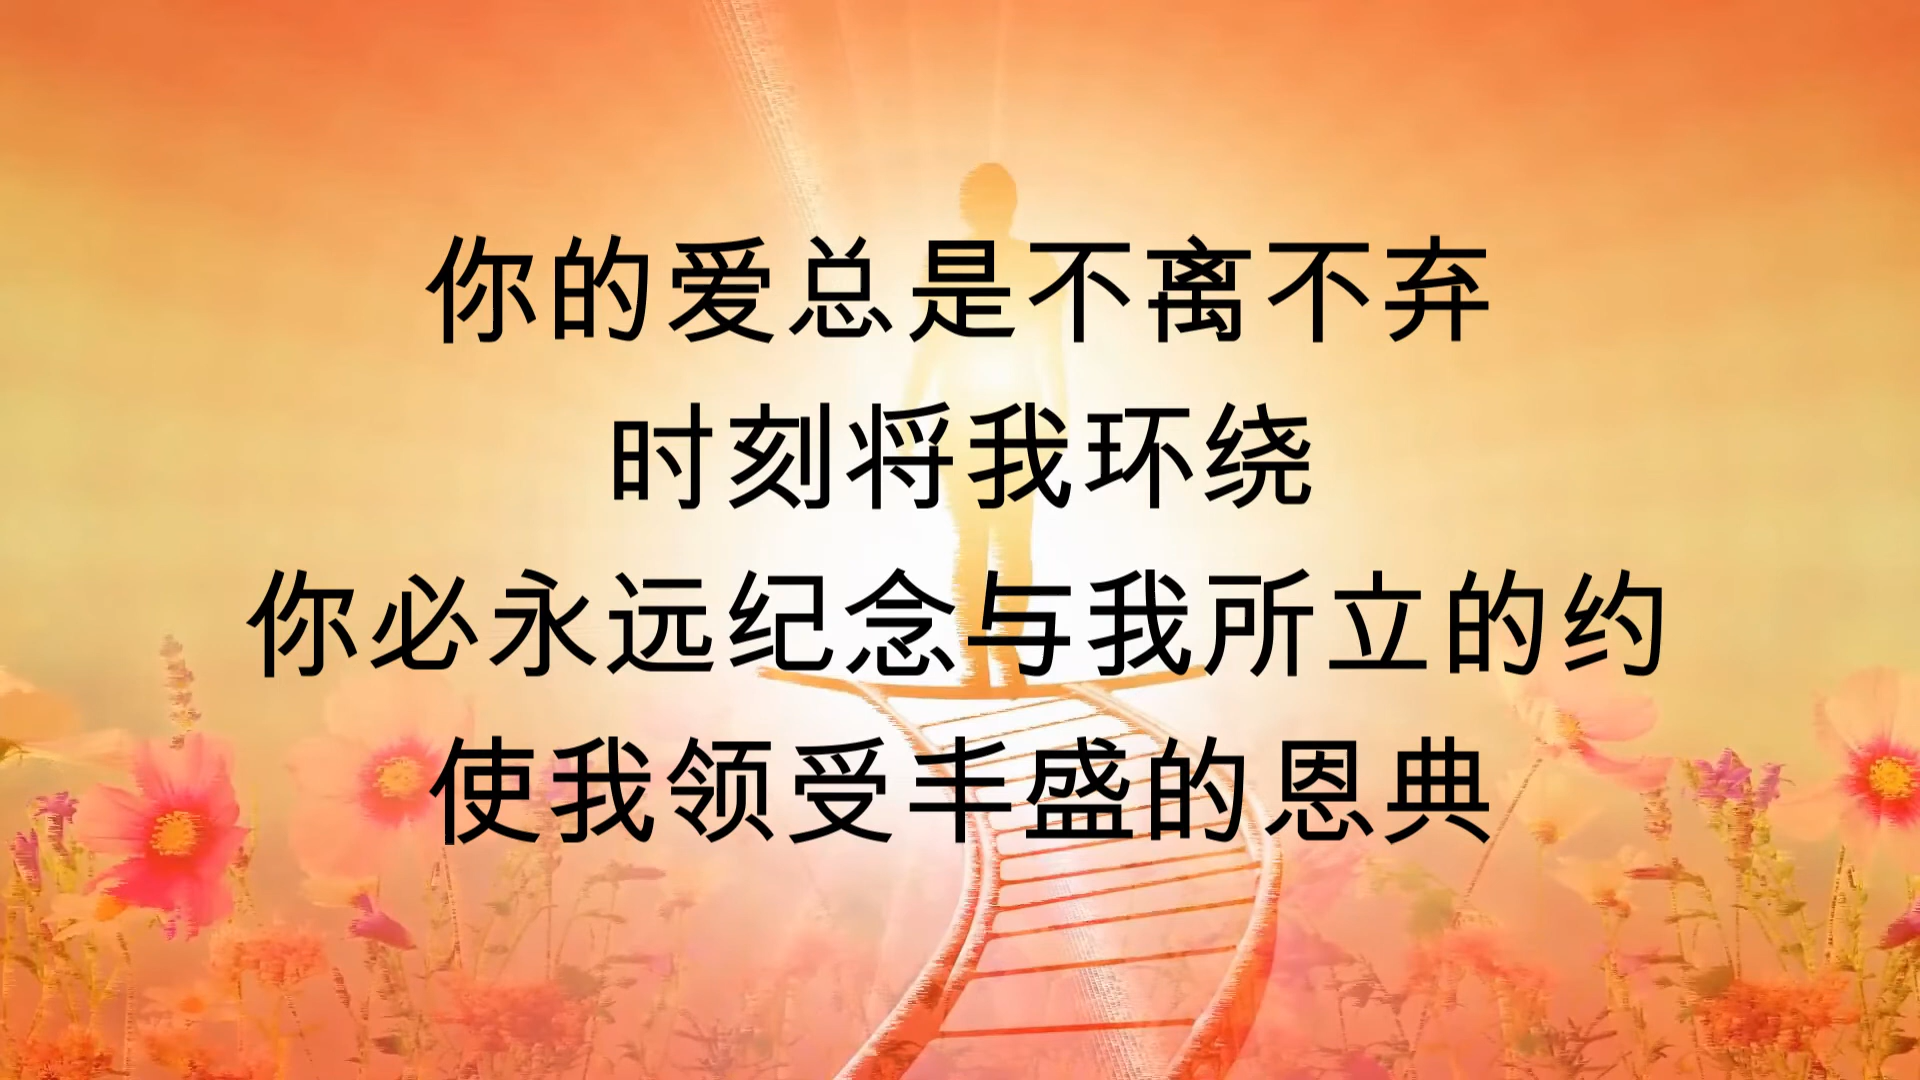 你的爱总是不离不弃
时刻将我环绕
你必永远纪念与我所立的约
使我领受丰盛的恩典